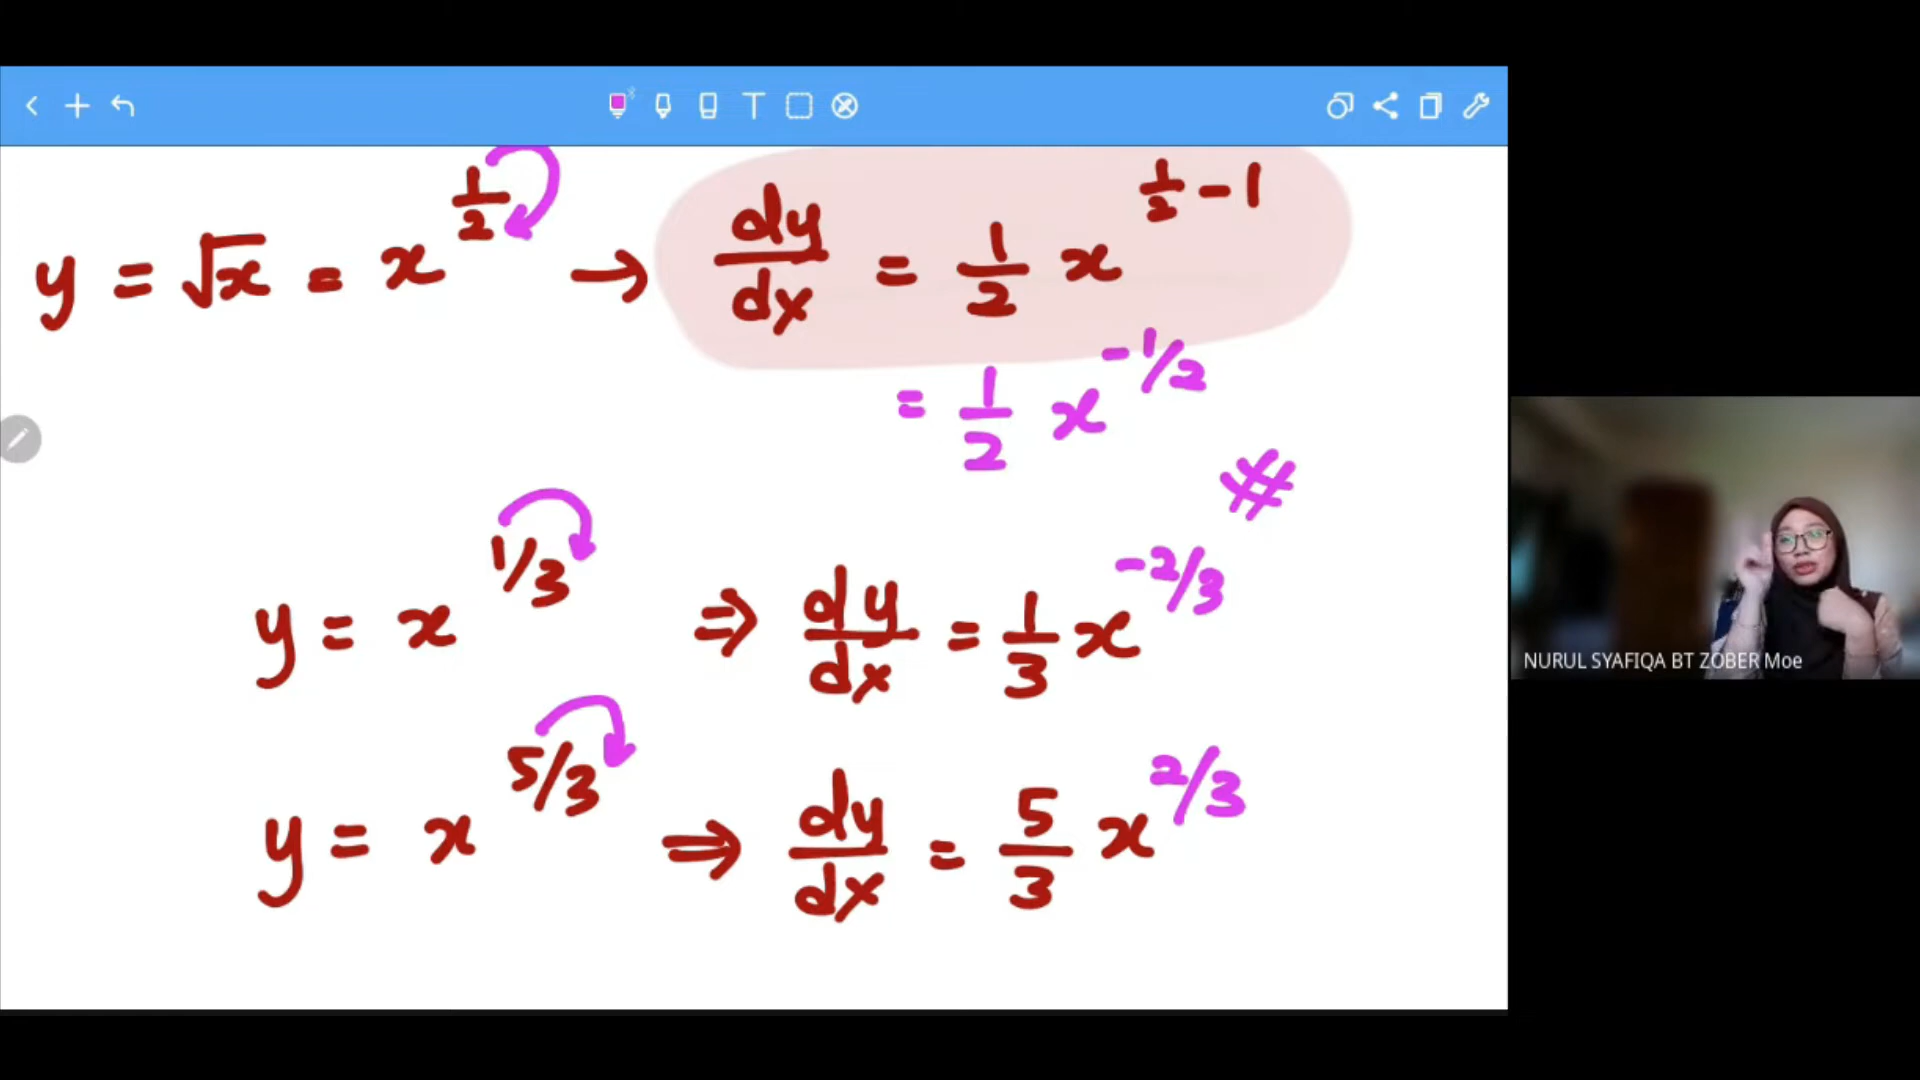 y = √x = x^(1/2) → dy/dx = 1/2 x^(1/2 - 1)
= 1/2 x^(-1/2)
#
y = x^(1/3) ⇒ dy/dx = 1/3 x^(-2/3)
y = x^(5/3) ⇒ dy/dx = 5/3 x^(2/3)
NURUL SYAFIQA BT ZOBER Moe